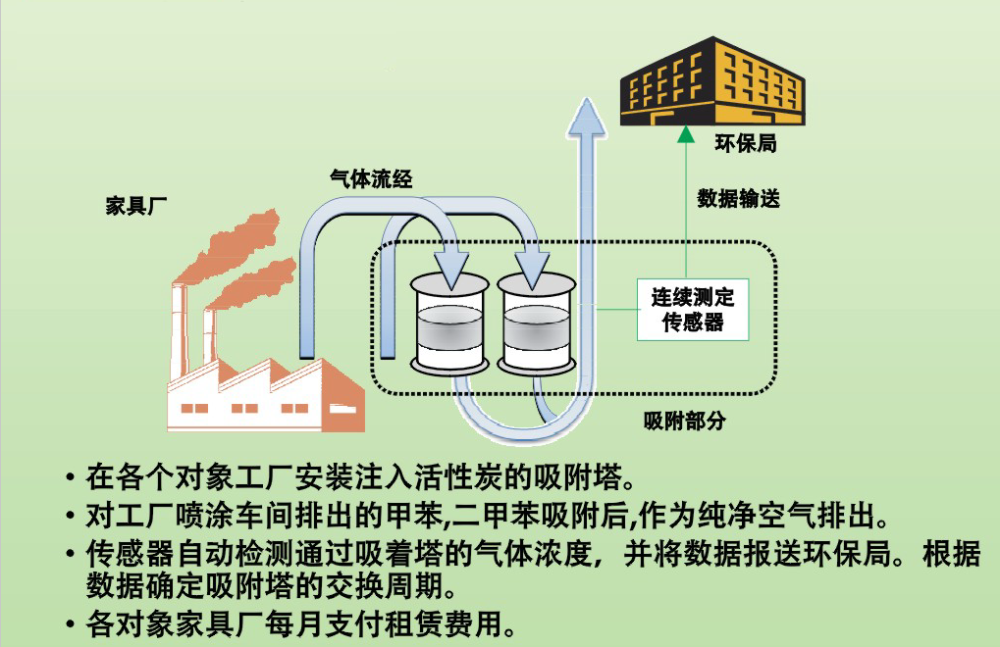 环保局
气体流经
数据输送
家具厂
连续测定
传感器
吸附部分
• 在各个对象工厂安装注入活性炭的吸附塔。
• 对工厂喷涂车间排出的甲苯,二甲苯吸附后,作为纯净空气排出。
• 传感器自动检测通过吸着塔的气体浓度，并将数据报送环保局。根据
数据确定吸附塔的交换周期。
• 各对象家具厂每月支付租赁费用。